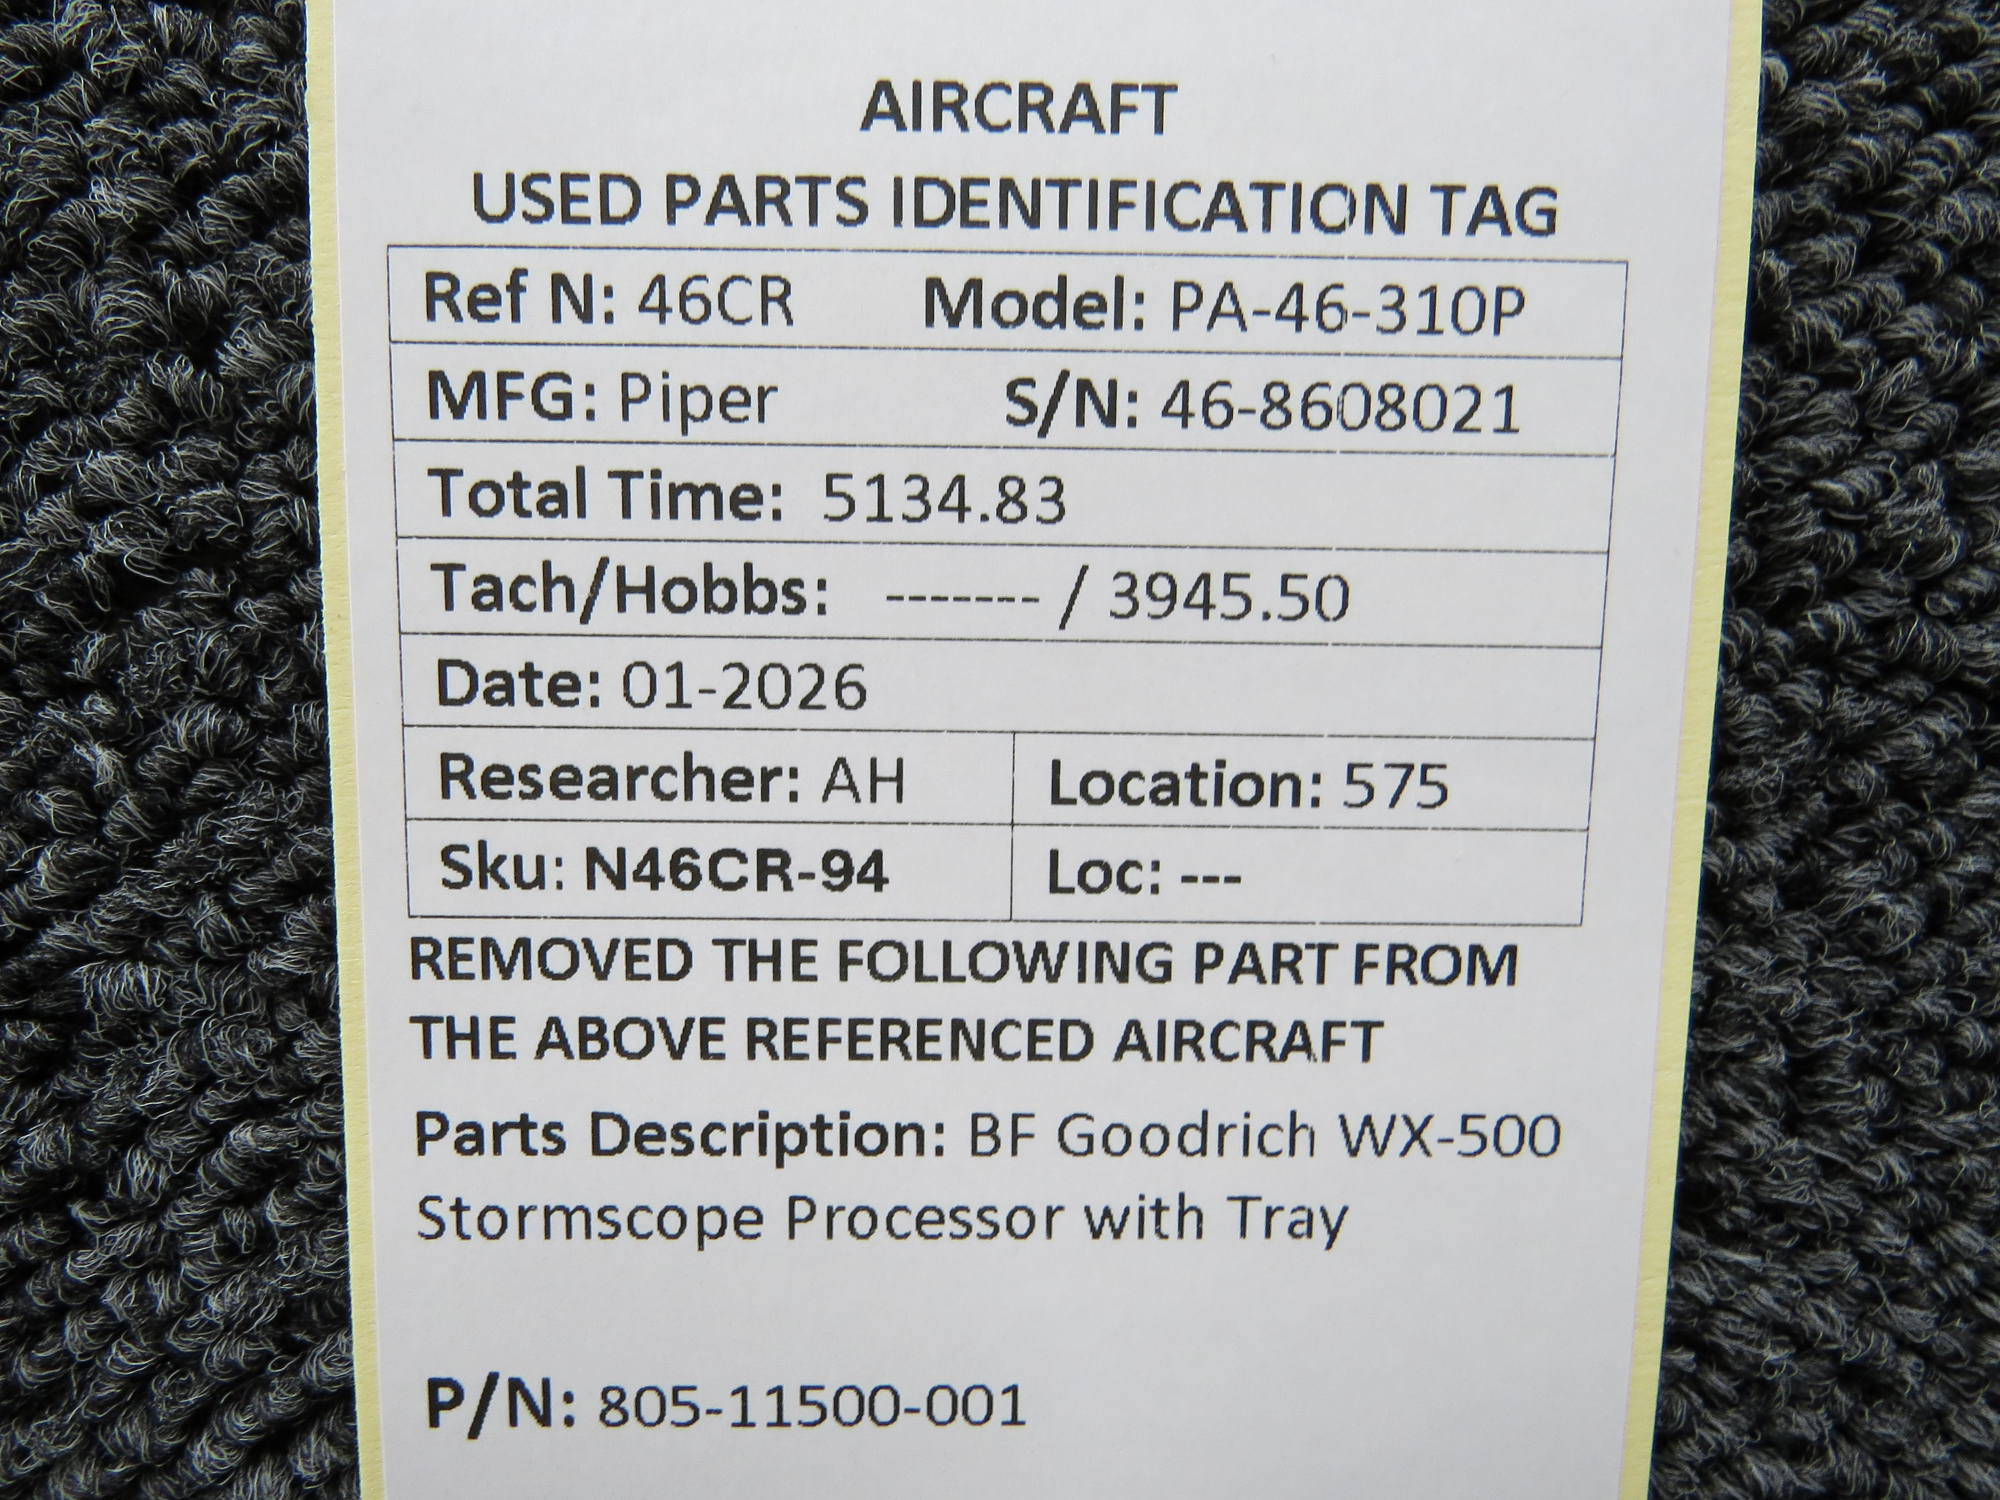 AIRCRAFT
USED PARTS IDENTIFICATION TAG
Ref N: 46CR Model: PA-46-310P
MFG: Piper S/N: 46-8608021
Total Time: 5134.83
Tach/Hobbs: ------- / 3945.50
Date: 01-2026
Researcher: AH Location: 575
Sku: N46CR-94 Loc: ---
REMOVED THE FOLLOWING PART FROM
THE ABOVE REFERENCED AIRCRAFT
Parts Description: BF Goodrich WX-500
Stormscope Processor with Tray
P/N: 805-11500-001